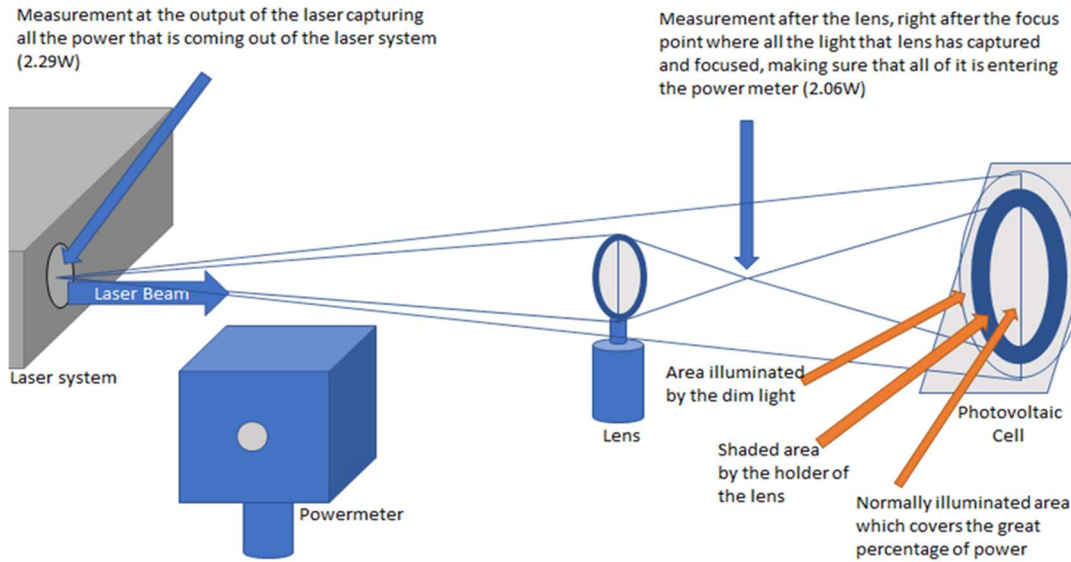 Measurement at the output of the laser capturing
all the power that is coming out of the laser system
(2.29W)
Measurement after the lens, right after the focus
point where all the light that lens has captured
and focused, making sure that all of it is entering
the power meter (2.06W)
Laser Beam
Laser system
Powermeter
Lens
Area illuminated
by the dim light
Shaded area
by the holder of
the lens
Photovoltaic
Cell
Normally illuminated area
which covers the great
percentage of power